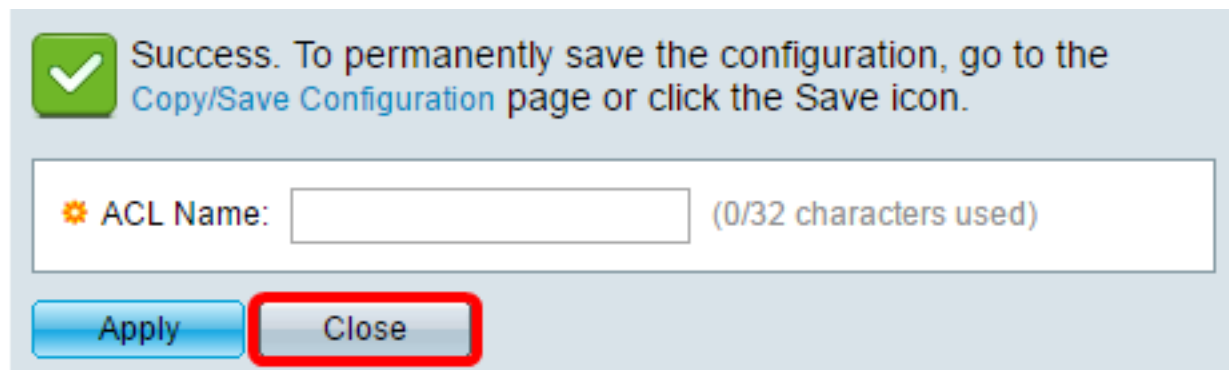 Success. To permanently save the configuration, go to the
Copy/Save Configuration page or click the Save icon.
ACL Name: (0/32 characters used)
Apply Close